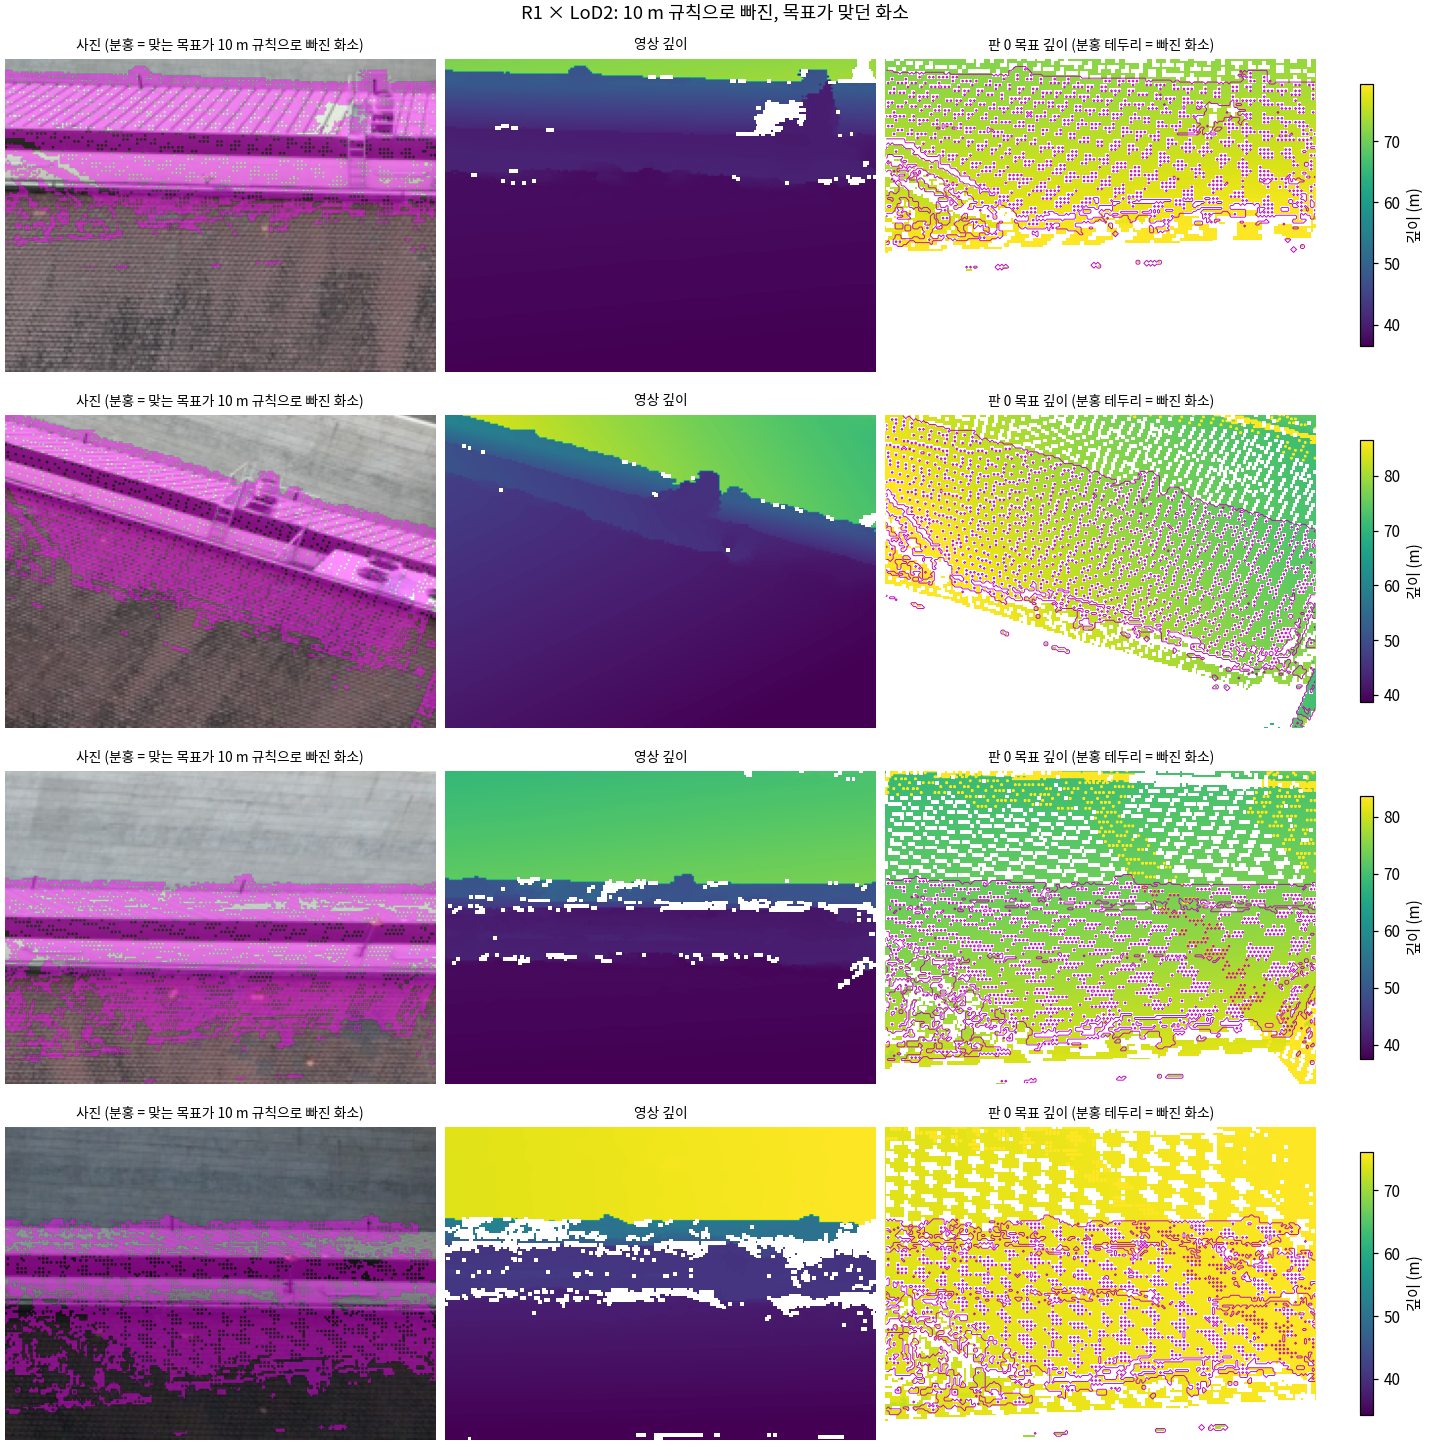 R1 × LoD2: 10 m 규칙으로 빠진, 목표가 맞던 화소
사진 (분홍 = 맞는 목표가 10 m 규칙으로 빠진 화소)
영상 깊이
판 0 목표 깊이 (분홍 테두리 = 빠진 화소)
70
60
50
40
깊이 (m)
사진 (분홍 = 맞는 목표가 10 m 규칙으로 빠진 화소)
영상 깊이
판 0 목표 깊이 (분홍 테두리 = 빠진 화소)
80
70
60
50
40
깊이 (m)
사진 (분홍 = 맞는 목표가 10 m 규칙으로 빠진 화소)
영상 깊이
판 0 목표 깊이 (분홍 테두리 = 빠진 화소)
80
70
60
50
40
깊이 (m)
사진 (분홍 = 맞는 목표가 10 m 규칙으로 빠진 화소)
영상 깊이
판 0 목표 깊이 (분홍 테두리 = 빠진 화소)
70
60
50
40
깊이 (m)